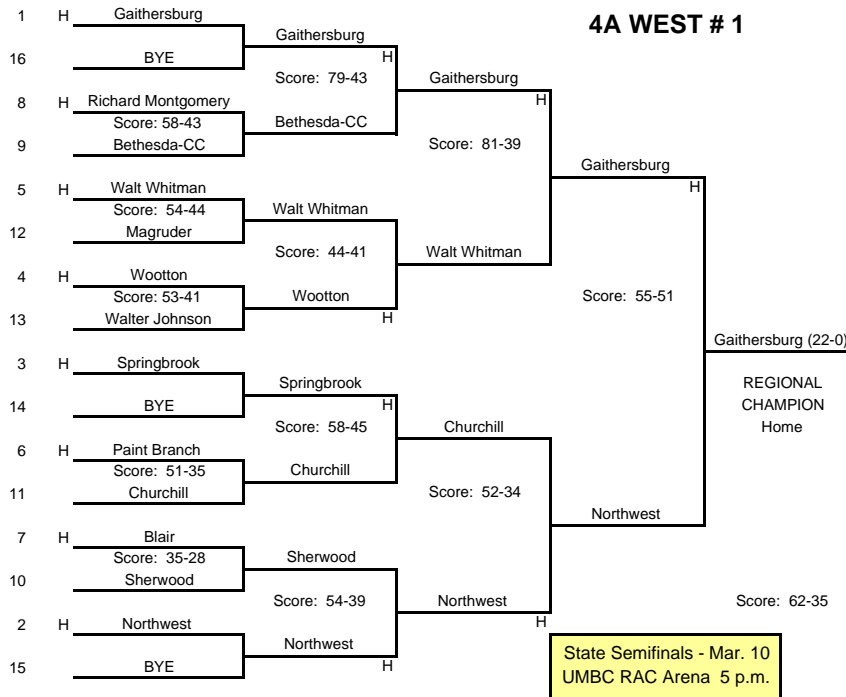 4A WEST # 1
1 H Gaithersburg
16 BYE
Gaithersburg
H
Score: 79-43
8 H Richard Montgomery
Score: 58-43
9 Bethesda-CC
Bethesda-CC
Gaithersburg
H
Score: 81-39
5 H Walt Whitman
Score: 54-44
12 Magruder
Walt Whitman
Score: 44-41
4 H Wootton
Score: 53-41
13 Walter Johnson
Wootton
H
Walt Whitman
Gaithersburg
H
Score: 55-51
3 H Springbrook
14 BYE
Springbrook
H
Score: 58-45
6 H Paint Branch
Score: 51-35
11 Churchill
Churchill
Churchill
Score: 52-34
7 H Blair
Score: 35-28
10 Sherwood
Sherwood
Score: 54-39
2 H Northwest
15 BYE
Northwest
H
Northwest
H
Northwest
Gaithersburg (22-0)
REGIONAL
CHAMPION
Home
Score: 62-35
State Semifinals - Mar. 10
UMBC RAC Arena 5 p.m.